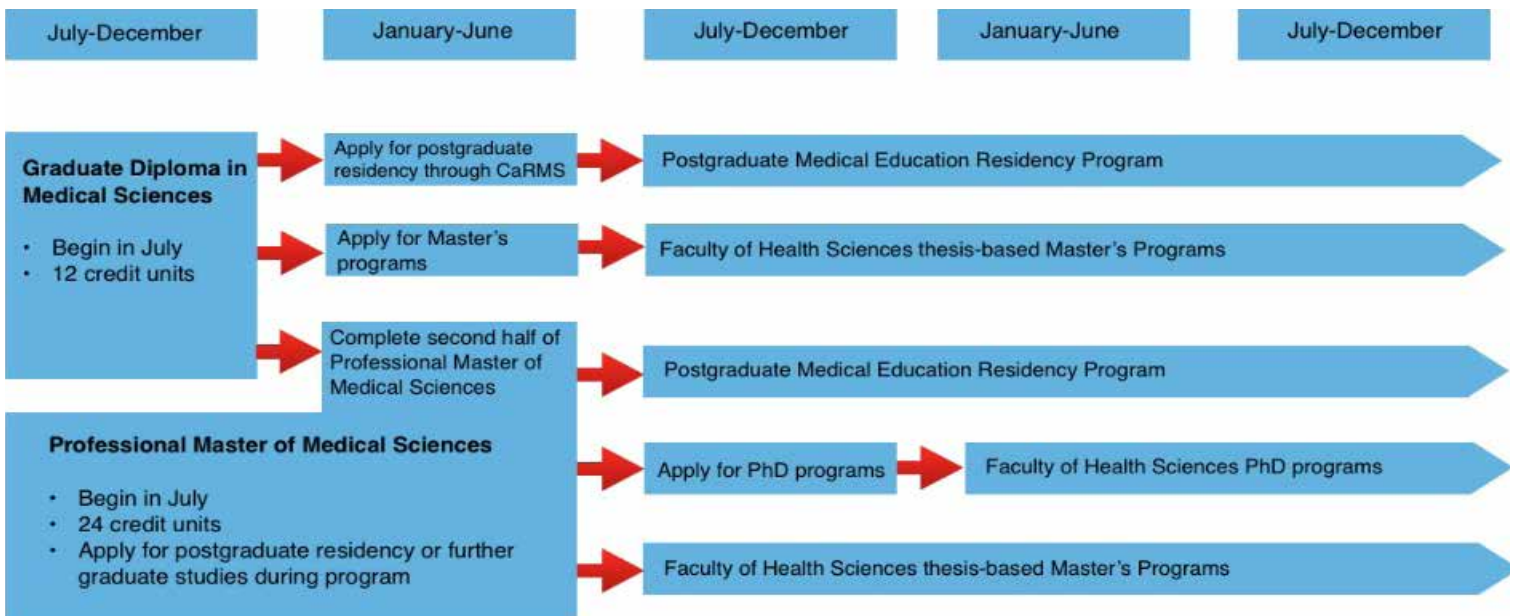 July-December
January-June
July-December
January-June
July-December
Graduate Diploma in
Medical Sciences
• Begin in July
• 12 credit units
Apply for postgraduate
residency through CaRMS
Postgraduate Medical Education Residency Program
Apply for Master's
programs
Faculty of Health Sciences thesis-based Master's Programs
Complete second half of
Professional Master of
Medical Sciences
Postgraduate Medical Education Residency Program
Professional Master of Medical Sciences
• Begin in July
• 24 credit units
• Apply for postgraduate residency or further
graduate studies during program
Apply for PhD programs
Faculty of Health Sciences PhD programs
Faculty of Health Sciences thesis-based Master's Programs